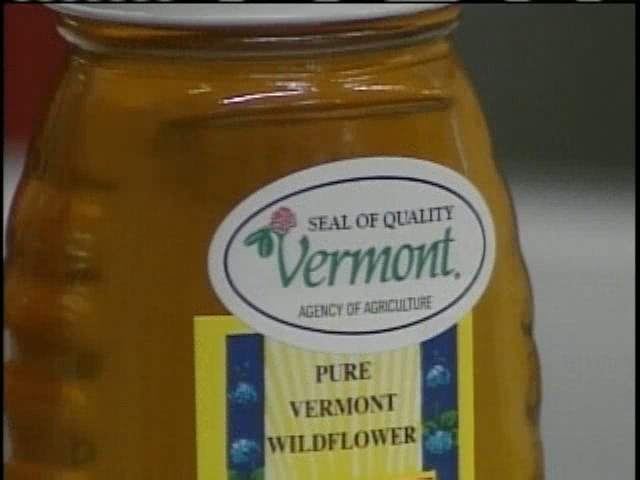 SEAL OF QUALITY
Vermont.
AGENCY OF AGRICULTURE
PURE
VERMONT
WILDFLOWER